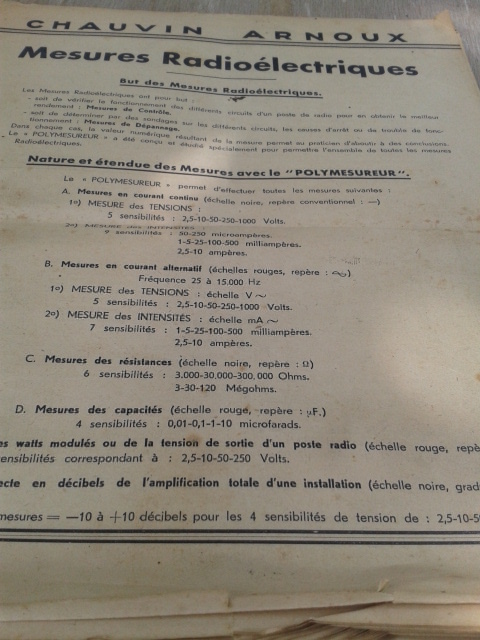 CHAUVIN ARNOUX
Mesures Radioélectriques
But des Mesures Radioélectriques.
Les Mesures Radioélectriques ont pour but :
- soit de vérifier le fonctionnement des différents circuits d'un poste de radio pour en obtenir le meilleur
rendement : Mesures de Contrôle.
- soit de déterminer par des sondages sur les différents circuits, les causes d'arrêt ou de troubles de fonc-
tionnement : Mesures de Dépannage.
Dans chaque cas, la valeur numérique résultant de la mesure permet au praticien d'aboutir à des conclusions.
Le « POLYMESUREUR » a été conçu et étudié spécialement pour permettre l'ensemble de toutes les mesures
Radioélectriques.
Nature et étendue des Mesures avec le "POLYMESUREUR".
Le « POLYMESUREUR » permet d'effectuer toutes les mesures suivantes :
A. Mesures en courant continu (échelle noire, repère conventionnel : —)
1o) MESURE des TENSIONS :
5 sensibilités : 2,5-10-50-250-1000 Volts.
2o) MESURE des INTENSITÉS
9 sensibilités : 50-250 microampères.
1-5-25-100-500 milliampères.
2,5-10 ampères.
B. Mesures en courant alternatif (échelles rouges, repère : ∿)
Fréquence 25 à 15.000 Hz
1o) MESURE des TENSIONS : échelle V ~
5 sensibilités : 2,5-10-50-250-1000 Volts.
2o) MESURE des INTENSITÉS : échelle mA ~
7 sensibilités : 1-5-25-100-500 milliampères.
2,5-10 ampères.
C. Mesures des résistances (échelle noire, repère : Ω)
6 sensibilités : 3.000-30.000-300.000 Ohms.
3-30-120 Mégohms.
D. Mesures des capacités (échelle rouge, repère : µF.)
4 sensibilités : 0,01-0,1-1-10 microfarads.
es watts modulés ou de la tension de sortie d'un poste radio (échelle rouge, repè
ensibilités correspondant à : 2,5-10-50-250 Volts.
ecte en décibels de l'amplification totale d'une installation (échelle noire, grad
mesures = —10 à +10 décibels pour les 4 sensibilités de tension de : 2,5-10-5